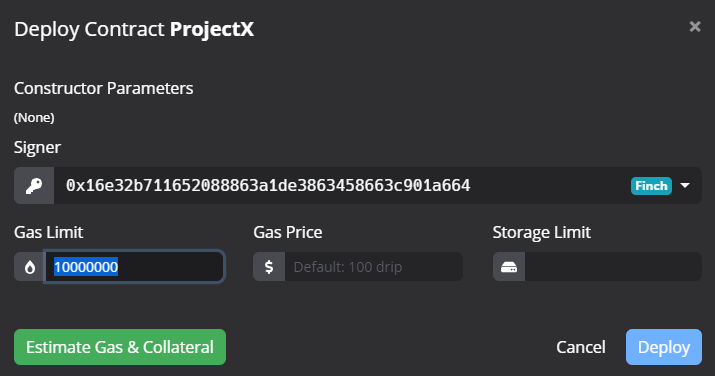 Deploy Contract ProjectX
Constructor Parameters
(None)
Signer
0x16e32b711652088863a1de3863458663c901a664 Finch
Gas Limit Gas Price Storage Limit
10000000 Default: 100 drip
Estimate Gas & Collateral Cancel Deploy